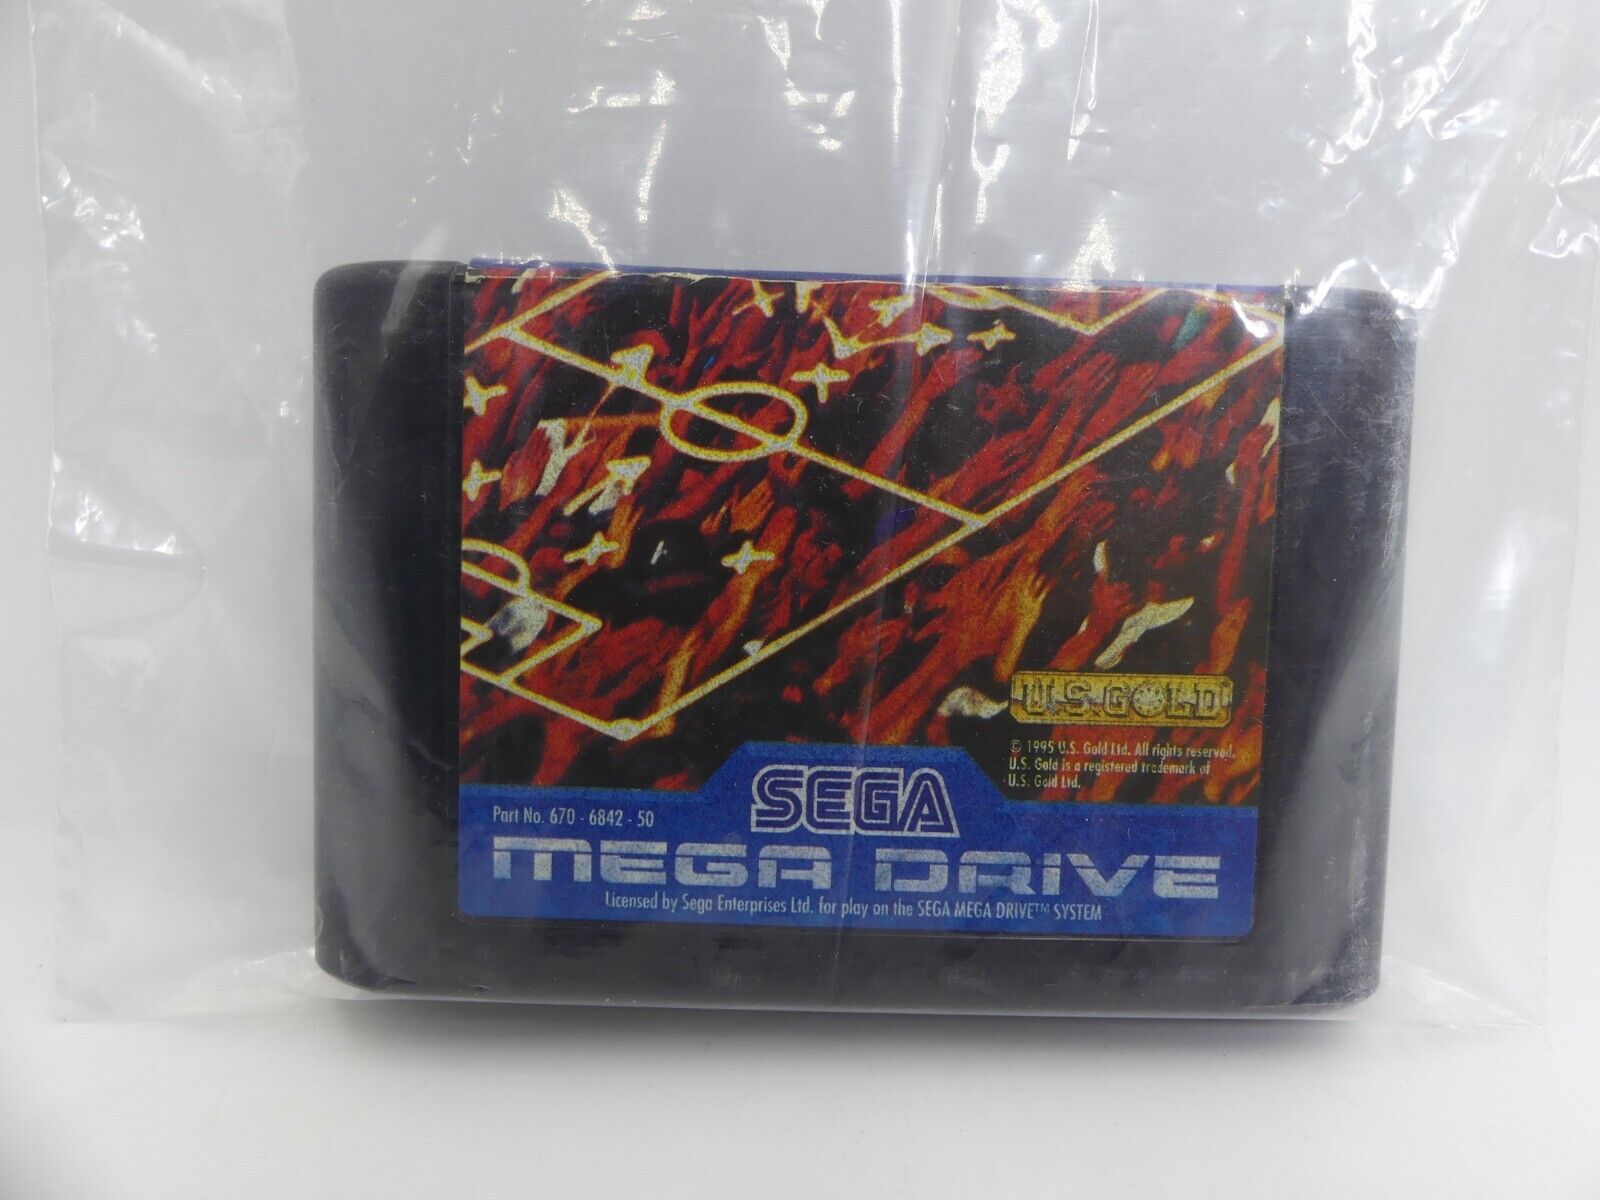 U.S.GOLD
© 1995 U.S. Gold Ltd. All rights reserved.
U.S. Gold is a registered trademark of
U.S. Gold Ltd.
Part No. 670 - 6842 - 50
SEGA
MEGA DRIVE
Licensed by Sega Enterprises Ltd. for play on the SEGA MEGA DRIVE™ SYSTEM